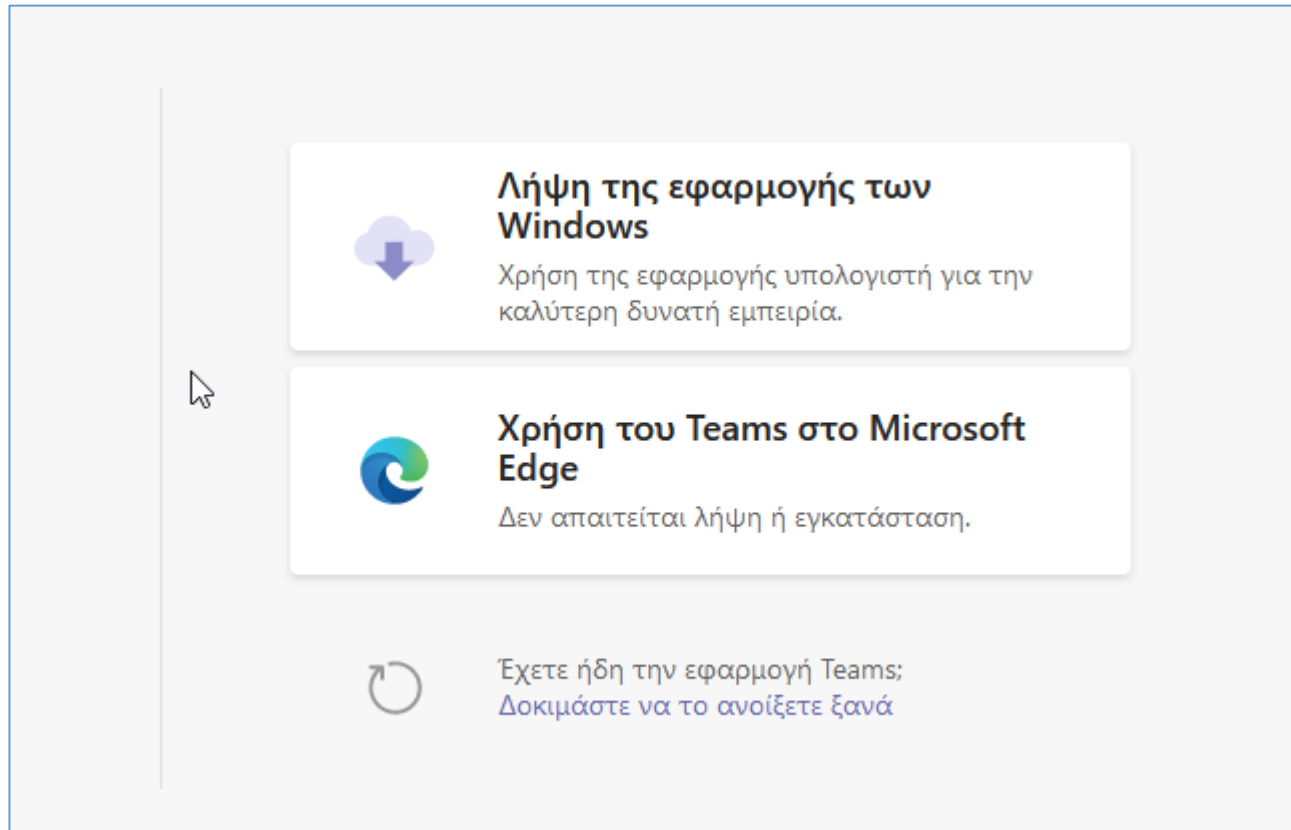 Λήψη της εφαρμογής των
Windows
Χρήση της εφαρμογής υπολογιστή για την
καλύτερη δυνατή εμπειρία.
Χρήση του Teams στο Microsoft
Edge
Δεν απαιτείται λήψη ή εγκατάσταση.
Έχετε ήδη την εφαρμογή Teams;
Δοκιμάστε να το ανοίξετε ξανά